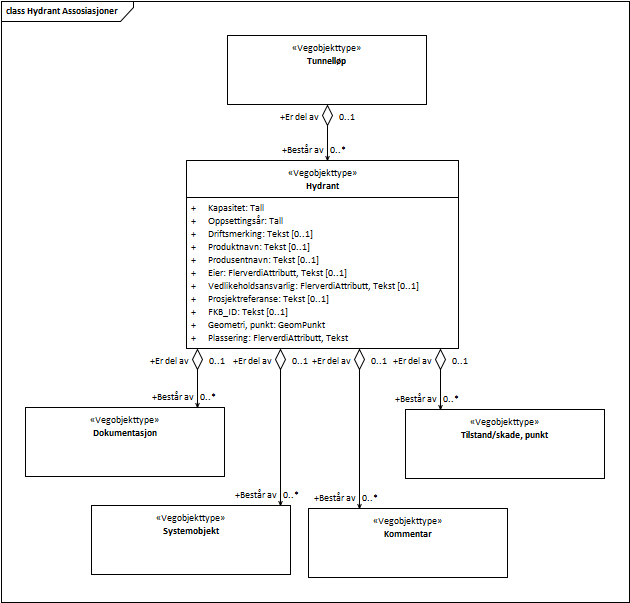 class Hydrant Assosiasjoner
«Vegobjekttype»
Tunnelløp
+Er del av 0..1
+Består av 0..*
«Vegobjekttype»
Hydrant
+ Kapasitet: Tall
+ Oppsettingsår: Tall
+ Driftsmerking: Tekst [0..1]
+ Produktnavn: Tekst [0..1]
+ Produsentnavn: Tekst [0..1]
+ Eier: FlerverdiAttributt, Tekst [0..1]
+ Vedlikeholdsansvarlig: FlerverdiAttributt, Tekst [0..1]
+ Prosjektreferanse: Tekst [0..1]
+ FKB_ID: Tekst [0..1]
+ Geometri, punkt: GeomPunkt
+ Plassering: FlerverdiAttributt, Tekst
+Er del av 0..1 +Er del av 0..1 +Er del av 0..1 +Er del av 0..1
+Består av 0..* +Består av 0..*
«Vegobjekttype»
Dokumentasjon
«Vegobjekttype»
Tilstand/skade, punkt
+Består av 0..* +Består av 0..*
«Vegobjekttype»
Systemobjekt
«Vegobjekttype»
Kommentar